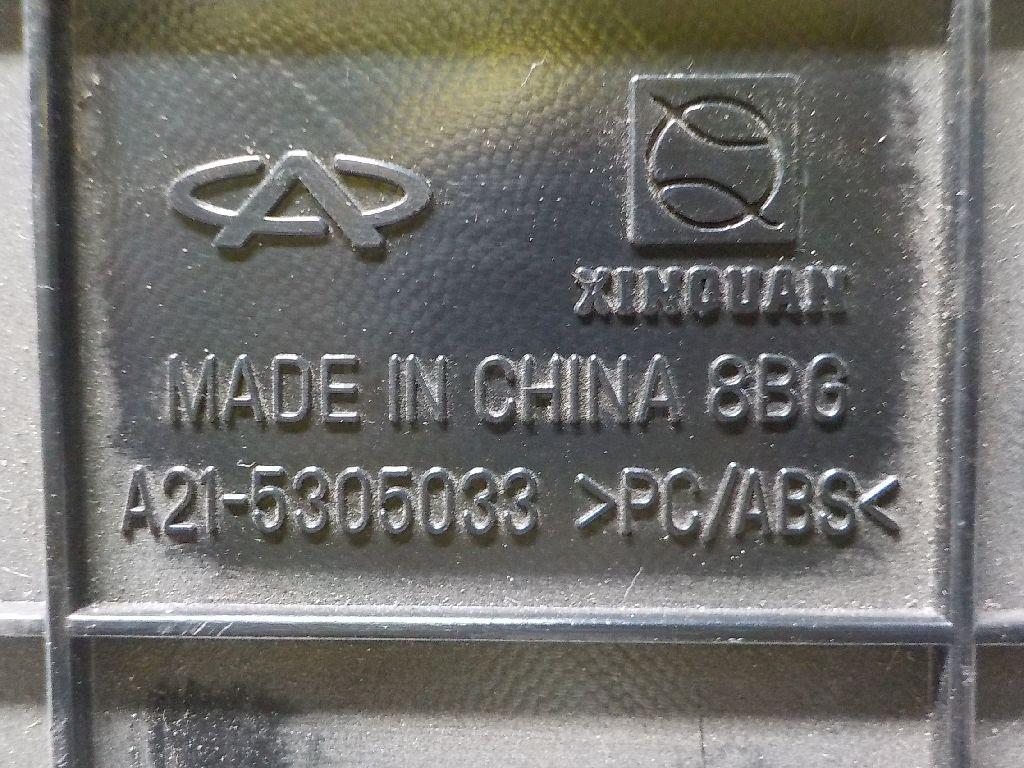 XINQUAN
MADE IN CHINA 8BG
A21-5305033 >PC/ABS<